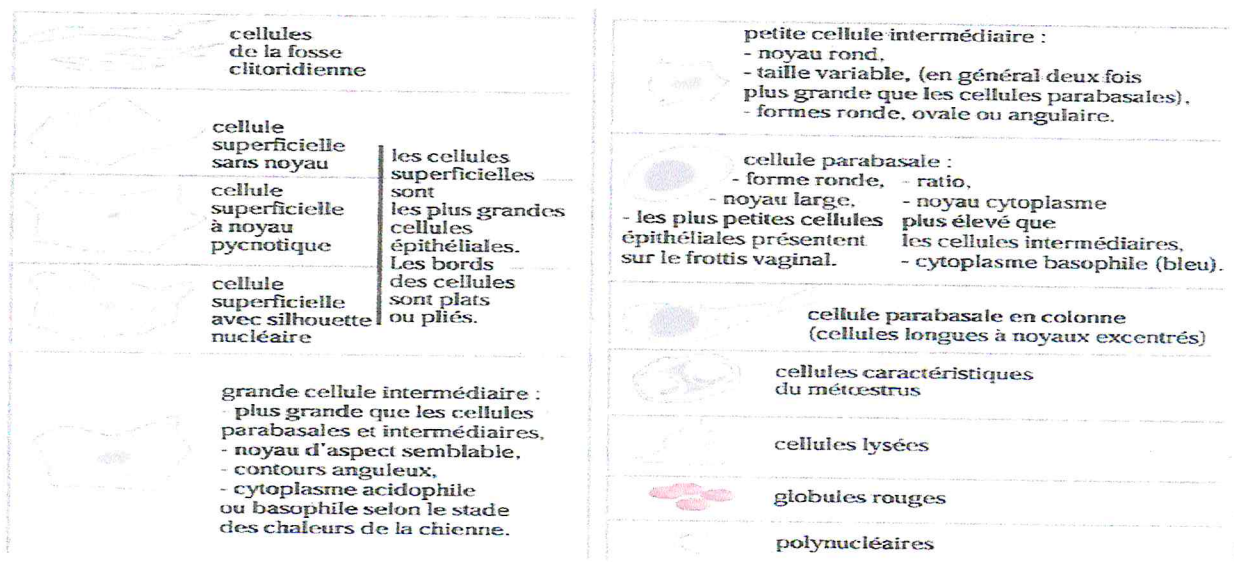 cellules
de la fosse
clitoridienne
cellule
superficielle
sans noyau
cellule
superficielle
à noyau
pycnotique
cellule
superficielle
avec silhouette
nucléaire
les cellules
superficielles
sont
les plus grandes
cellules
épithéliales.
Les bords
des cellules
sont plats
ou pliés.
grande cellule intermédiaire :
- plus grande que les cellules
parabasales et intermédiaires,
- noyau d'aspect semblable,
- contours anguleux,
- cytoplasme acidophile
ou basophile selon le stade
des chaleurs de la chienne.
petite cellule intermédiaire :
- noyau rond,
- taille variable, (en général deux fois
plus grande que les cellules parabasales),
- formes ronde, ovale ou angulaire.
cellule parabasale :
- forme ronde,
- noyau large,
- les plus petites cellules
épithéliales présentent
sur le frottis vaginal.
- ratio,
- noyau cytoplasme
plus élevé que
les cellules intermédiaires,
- cytoplasme basophile (bleu).
cellule parabasale en colonne
(cellules longues à noyaux excentrés)
cellules caractéristiques
du métœstrus
cellules lysées
globules rouges
polynucléaires